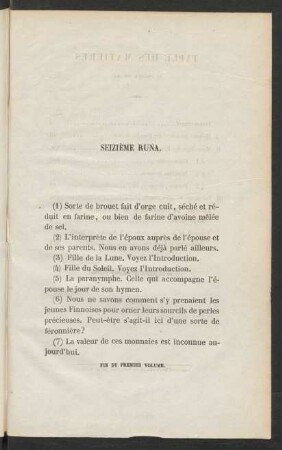 SEIZIÈME RUNA.
(1) Sorte de brouet fait d'orge cuit, séché et ré-
duit en farine, ou bien de farine d'avoine mêlée
de sel.
(2) L'interprète de l'époux auprès de l'épouse et
de ses parents. Nous en avons déjà parlé ailleurs.
(3) Fille de la Lune. Voyez l'Introduction.
(4) Fille du Soleil. Voyez l'Introduction.
(5) La paranymphe. Celle qui accompagne l'é-
pouse le jour de son hymen.
(6) Nous ne savons comment s'y prenaient les
jeunes Finnoises pour orner leurs sourcils de perles
précieuses. Peut-être s'agit-il ici d'une sorte de
féronnière?
(7) La valeur de ces monnaies est inconnue au-
jourd'hui.
FIN DU PREMIER VOLUME.